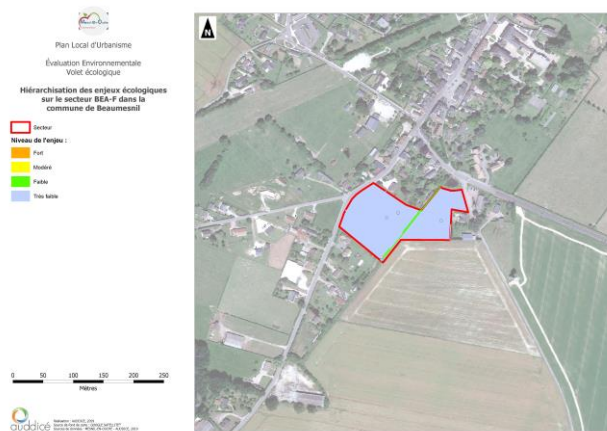 Plan Local d'Urbanisme
Évaluation Environnementale
Volet écologique
Hiérarchisation des enjeux écologiques
sur le secteur BEA-F dans la
commune de Beaumesnil
N
Secteur
Niveau de l'enjeu :
Fort
Modéré
Faible
Très faible
0 50 100 150 200 250
Mètres
auddicé